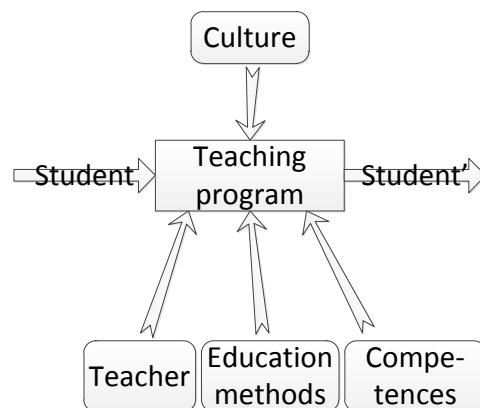 Culture
Student
Teaching
program
Student'
Teacher
Education
methods
Compe-
tences